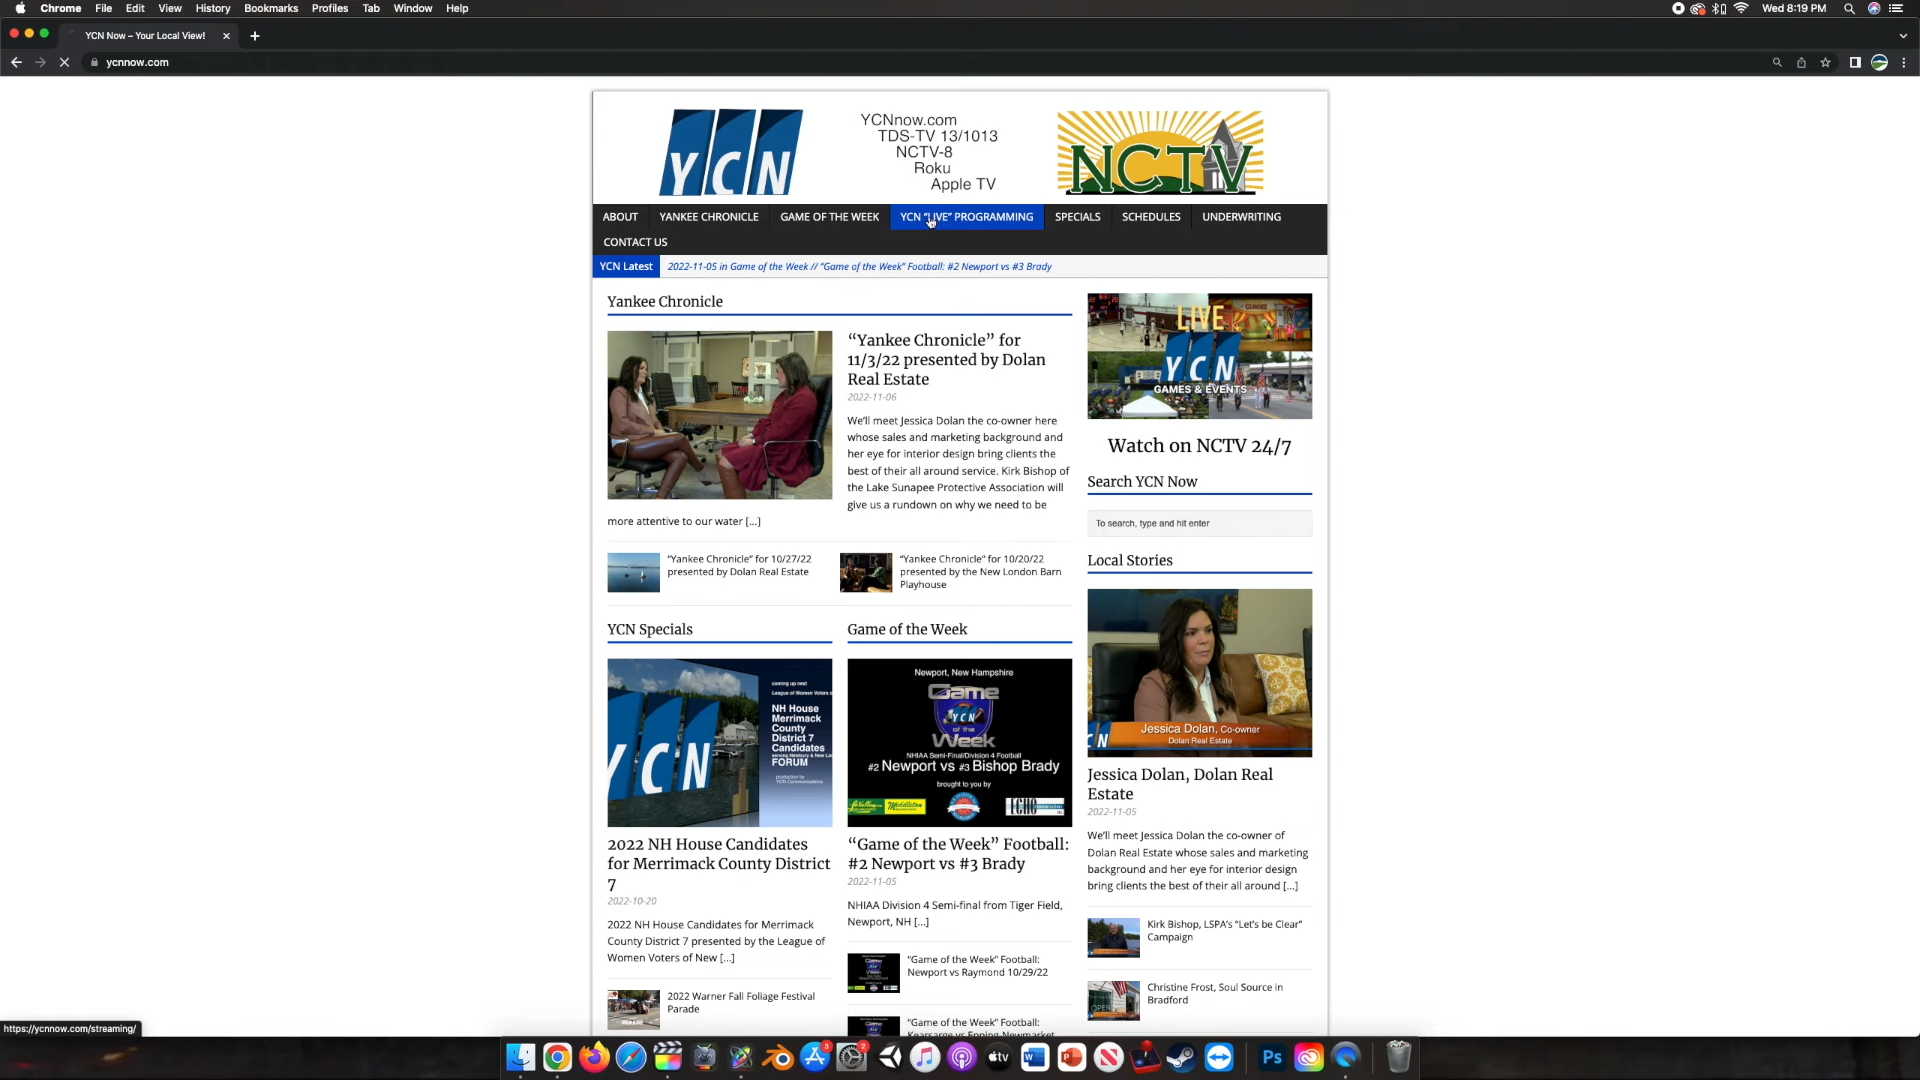 Chrome File Edit View History Bookmarks Profiles Tab Window Help
Wed 8:19 PM
YCN Now – Your Local View!
ycnnow.com
YCN
YCNnow.com
TDS-TV 13/1013
NCTV-8
Roku
Apple TV
NCTV
ABOUT YANKEE CHRONICLE GAME OF THE WEEK YCN "LIVE" PROGRAMMING SPECIALS SCHEDULES UNDERWRITING
CONTACT US
YCN Latest 2022-11-05 in Game of the Week // "Game of the Week" Football: #2 Newport vs #3 Brady
Yankee Chronicle
“Yankee Chronicle” for
11/3/22 presented by Dolan
Real Estate
2022-11-06
We'll meet Jessica Dolan the co-owner here
whose sales and marketing background and
her eye for interior design bring clients the
best of their all around service. Kirk Bishop of
the Lake Sunapee Protective Association will
give us a rundown on why we need to be
more attentive to our water [...]
“Yankee Chronicle” for 10/27/22
presented by Dolan Real Estate
“Yankee Chronicle” for 10/20/22
presented by the New London Barn
Playhouse
LIVE
YCN
GAMES & EVENTS
Watch on NCTV 24/7
Search YCN Now
To search, type and hit enter
Local Stories
Jessica Dolan, Co-owner
Dolan Real Estate
Jessica Dolan, Dolan Real
Estate
2022-11-05
We'll meet Jessica Dolan the co-owner of
Dolan Real Estate whose sales and marketing
background and her eye for interior design
bring clients the best of their all around [...]
Kirk Bishop, LSPA's “Let's be Clear”
Campaign
Christine Frost, Soul Source in
Bradford
YCN Specials
coming up next
NH House
Merrimack
County
District 7
Candidates
FORUM
YCN
2022 NH House Candidates
for Merrimack County District
7
2022-10-20
2022 NH House Candidates for Merrimack
County District 7 presented by the League of
Women Voters of New [...]
2022 Warner Fall Foliage Festival
Parade
Game of the Week
Newport, New Hampshire
Game
YCN
of the
Week
NHIAA Semi-Final/Division 4 Football
#2 Newport vs #3 Bishop Brady
brought to you by
“Game of the Week” Football:
#2 Newport vs #3 Brady
2022-11-05
NHIAA Division 4 Semi-final from Tiger Field,
Newport, NH [...]
“Game of the Week” Football:
Newport vs Raymond 10/29/22
“Game of the Week” Football:
Kearsarge vs Epping-Newmarket
https://ycnnow.com/streaming/
3
2
tv
W
P
N
Ps